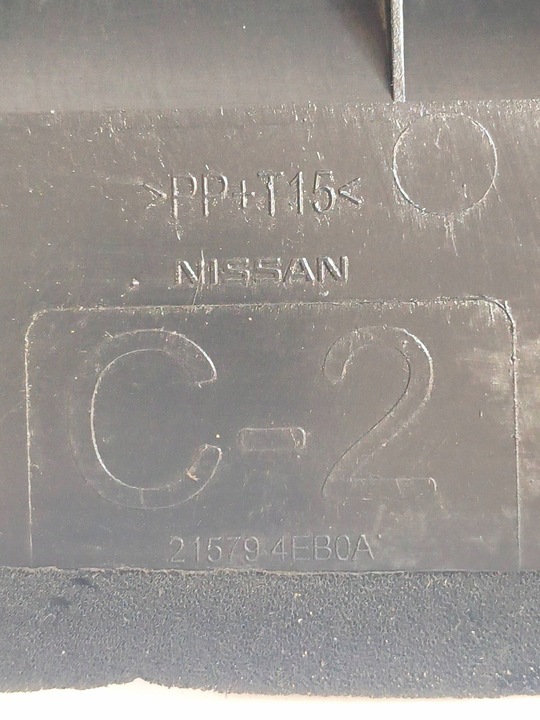 >PP+T15<
NISSAN
C-2
21579 4EB0A